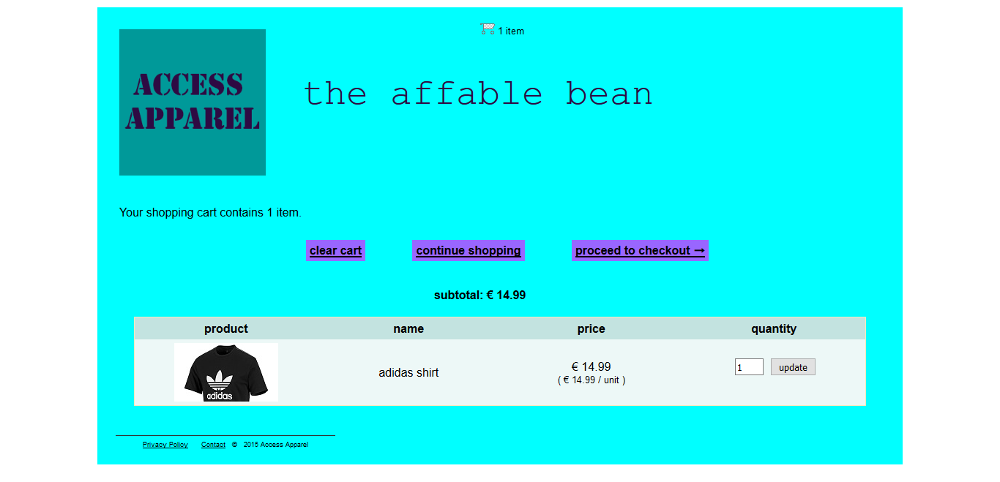 1 item
ACCESS
APPAREL
the affable bean
Your shopping cart contains 1 item.
clear cart continue shopping proceed to checkout ➞
subtotal: € 14.99
product name price quantity
adidas
adidas shirt
€ 14.99
( € 14.99 / unit )
1 update
Privacy Policy Contact © 2015 Access Apparel